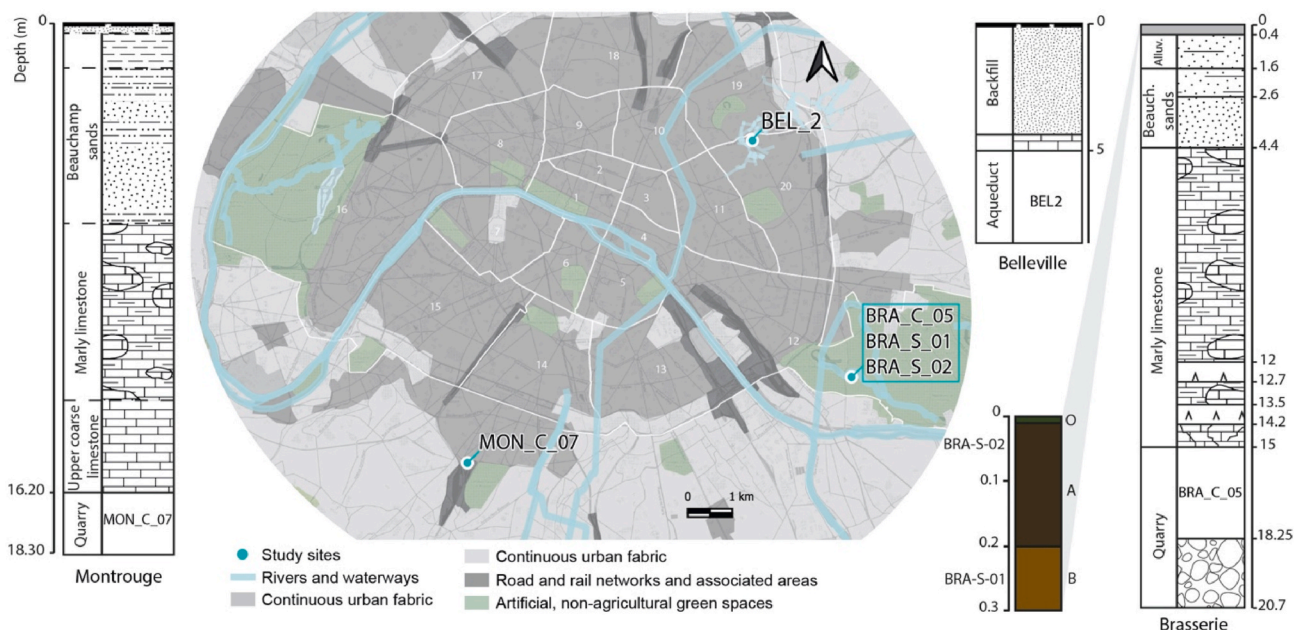 Depth (m)
0
Beauchamp
sands
Marly limestone
Upper coarse
limestone
16.20
Quarry
MON_C_07
18.30
Montrouge
18
17
19
BEL_2
10
9
8
2
20
3
1
11
16
7
4
6
5
15
BRA_C_05
BRA_S_01
12
BRA_S_02
14
13
MON_C_07
0 1 km
Study sites
Rivers and waterways
Continuous urban fabric
Continuous urban fabric
Road and rail networks and associated areas
Artificial, non-agricultural green spaces
0
Backfill
5
Aqueduct
BEL2
Belleville
0
O
BRA-S-02
0.1
A
0.2
BRA-S-01
B
0.3
0
0.4
Alluv.
1.6
Beauch.
sands
2.6
4.4
Marly limestone
12
12.7
13.5
14.2
15
BRA_C_05
Quarry
18.25
20.7
Brasserie